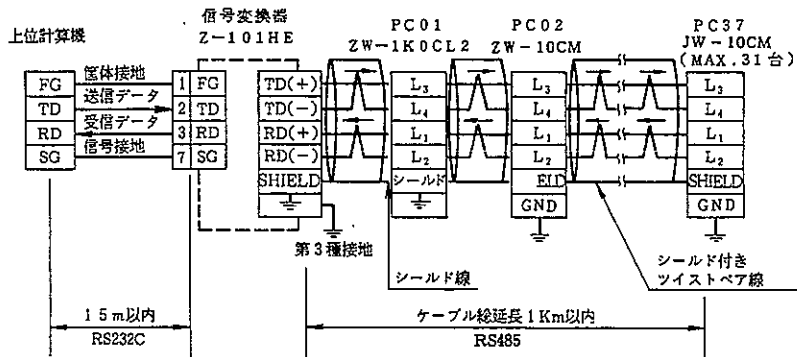 上位計算機
信号変換器
Z-101HE
PC01
ZW-1K0CL2
PC02
ZW-10CM
PC37
JW-10CM
(MAX.31台)
FG 筐体接地 1 FG
TD 送信データ 2 TD
RD 受信データ 3 RD
SG 信号接地 7 SG
TD(+) L3 L3 L3
TD(-) L4 L4 L4
RD(+) L1 L1 L1
RD(-) L2 L2 L2
SHIELD シールド SHIELD
GND GND
第3種接地
シールド線
シールド付き
ツイストペア線
15m以内
RS232C
ケーブル総延長1Km以内
RS485